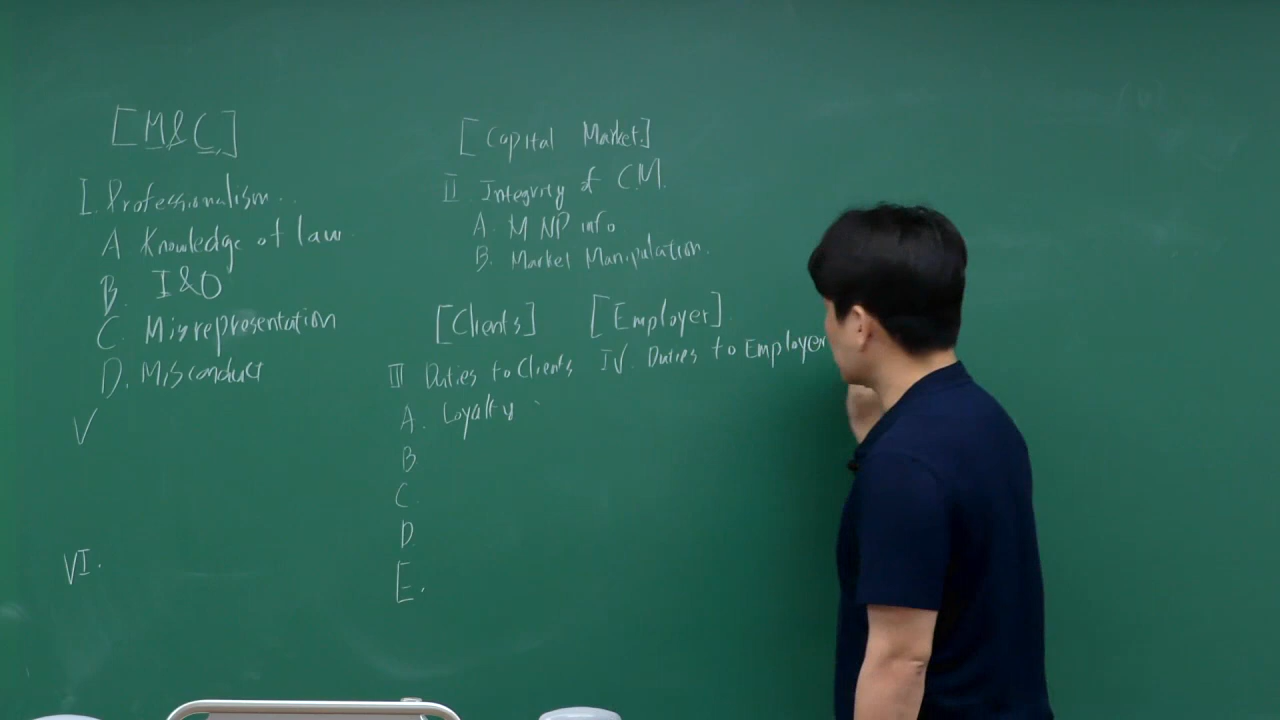 [M&C.]
I. Professionalism..
A Knowledge of law.
B. I&O
C. Misrepresentation
D. Misconduct
V
VI.
[Capital Market]
II. Integrity of C.M.
A. M NP info
B. Market Manipulation.
[Clients]
III Duties to Clients
A. Loyalty
B
C
D
E.
[Employer]
IV. Duties to Employer